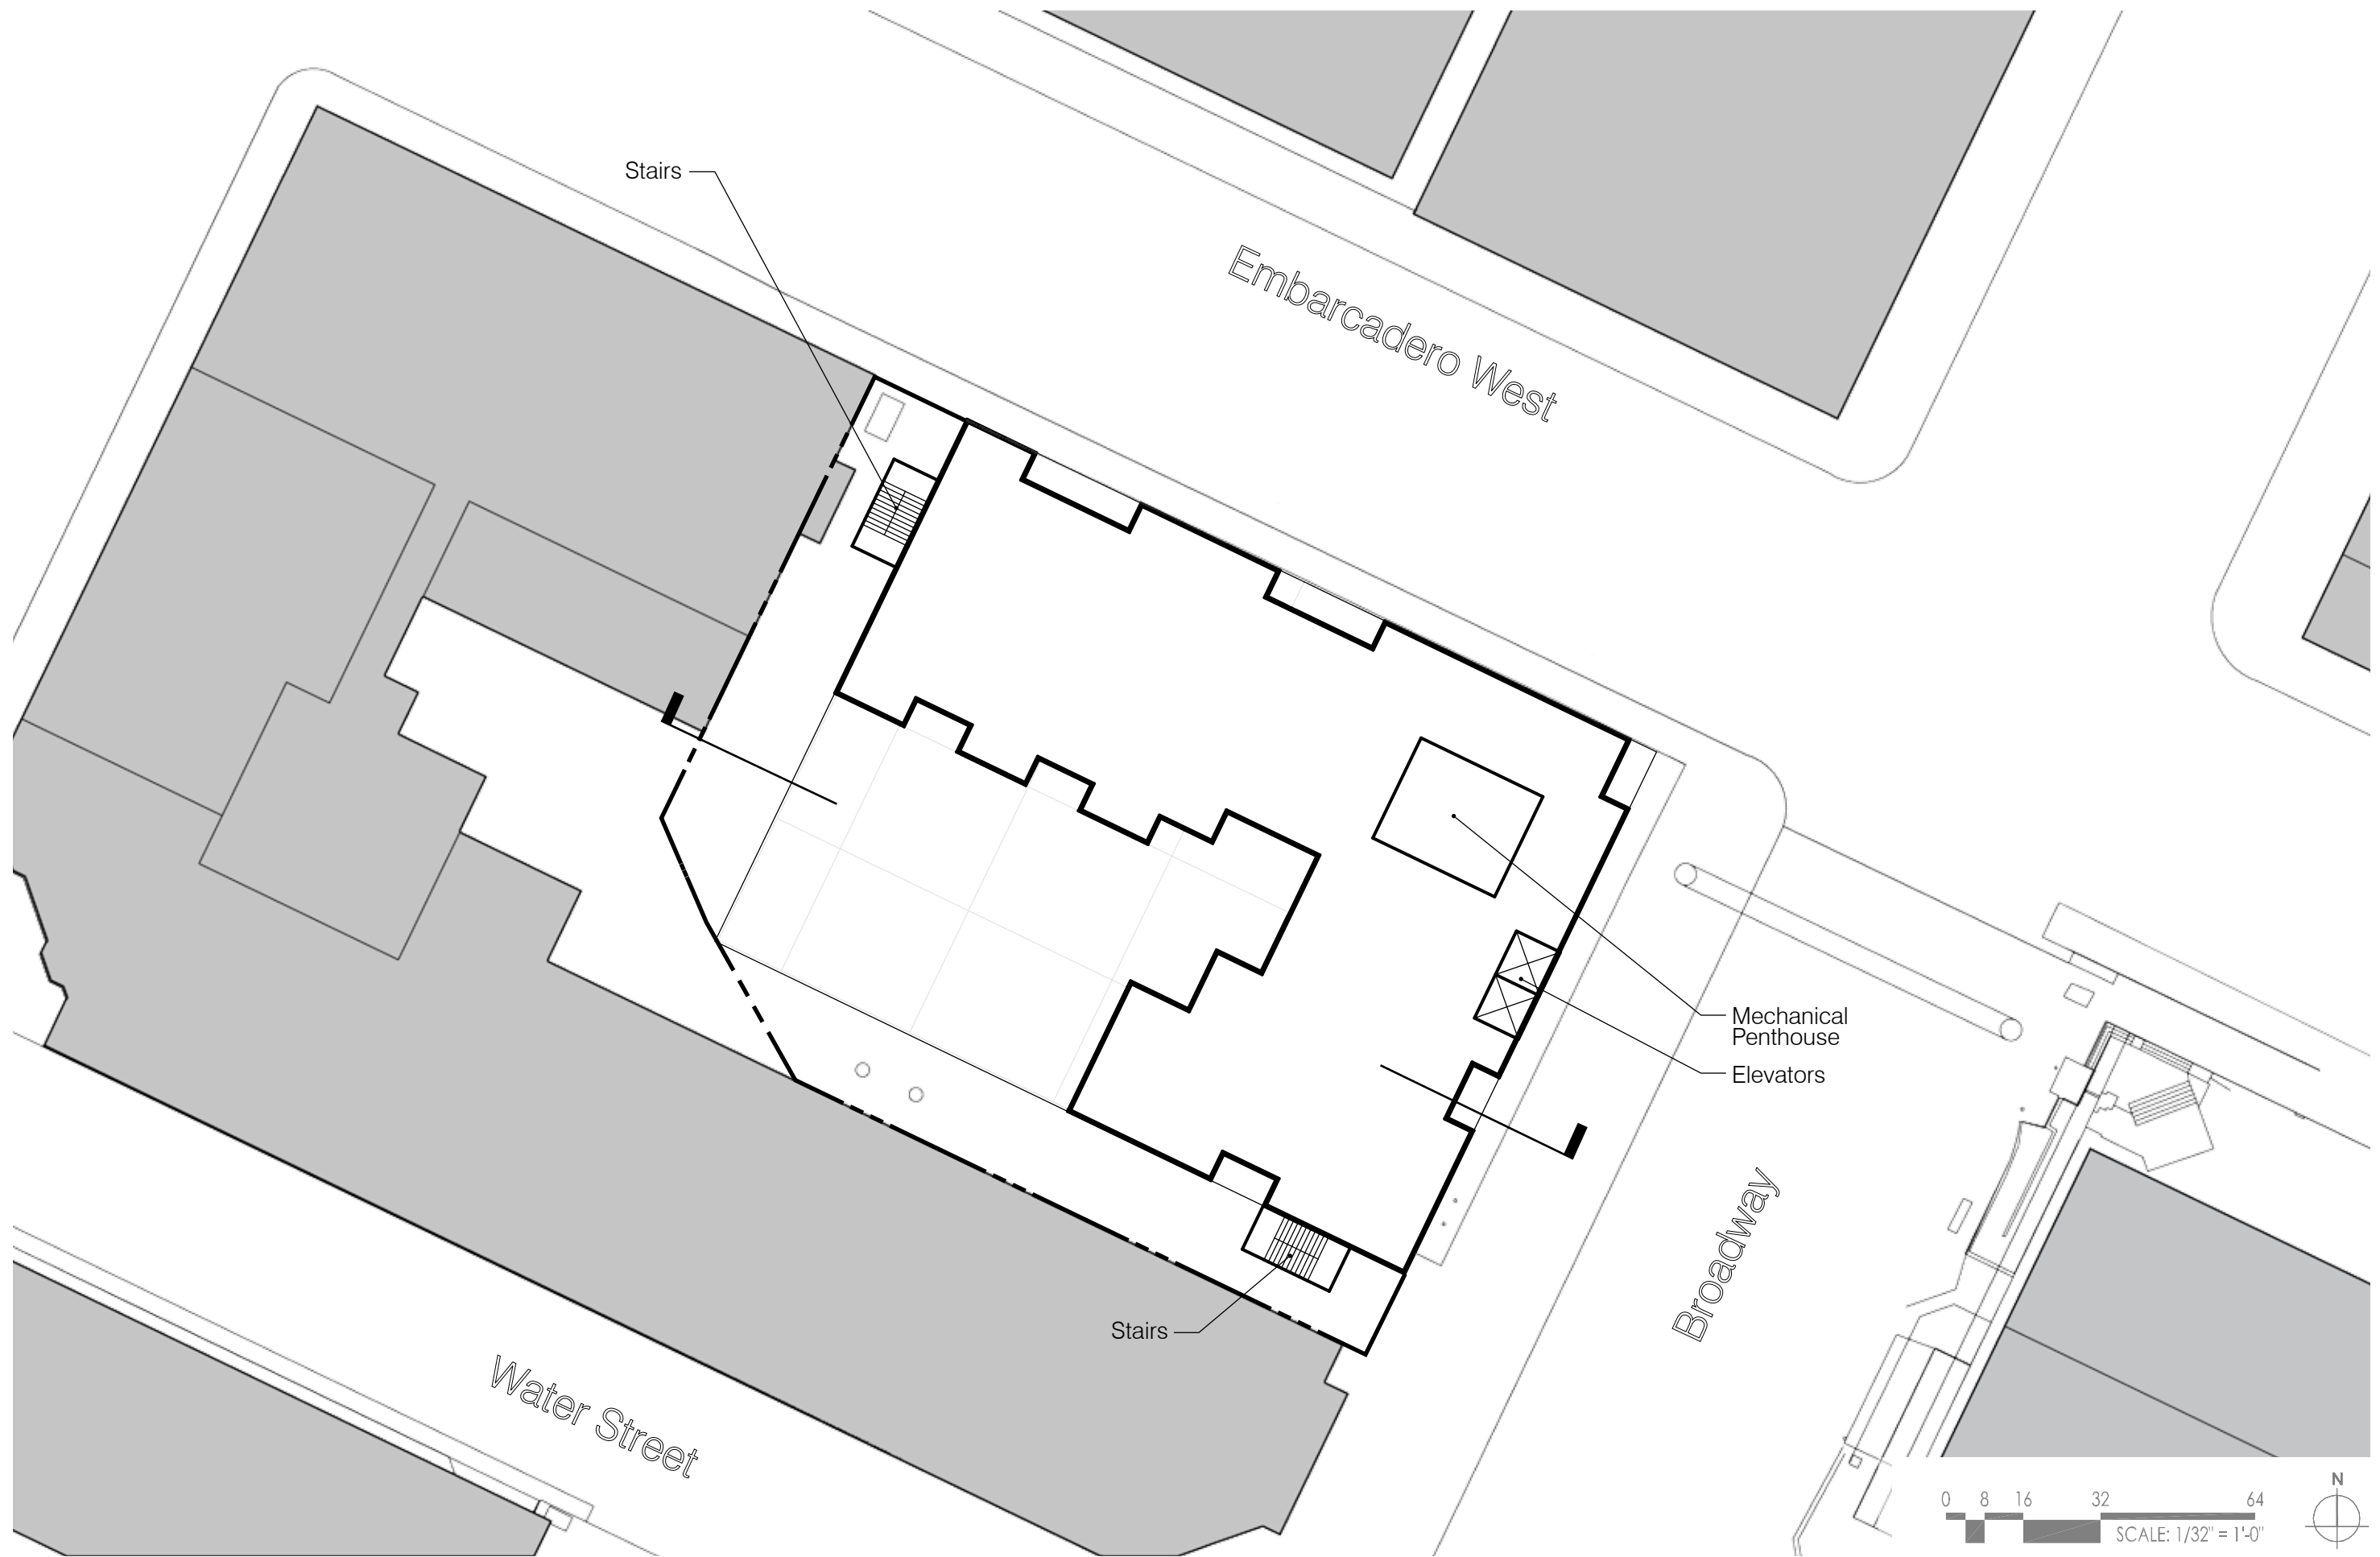 Stairs
Embarcadero West
Mechanical
Penthouse
Elevators
Broadway
Stairs
Water Street
N
0 8 16 32 64
SCALE: 1/32" = 1'-0"